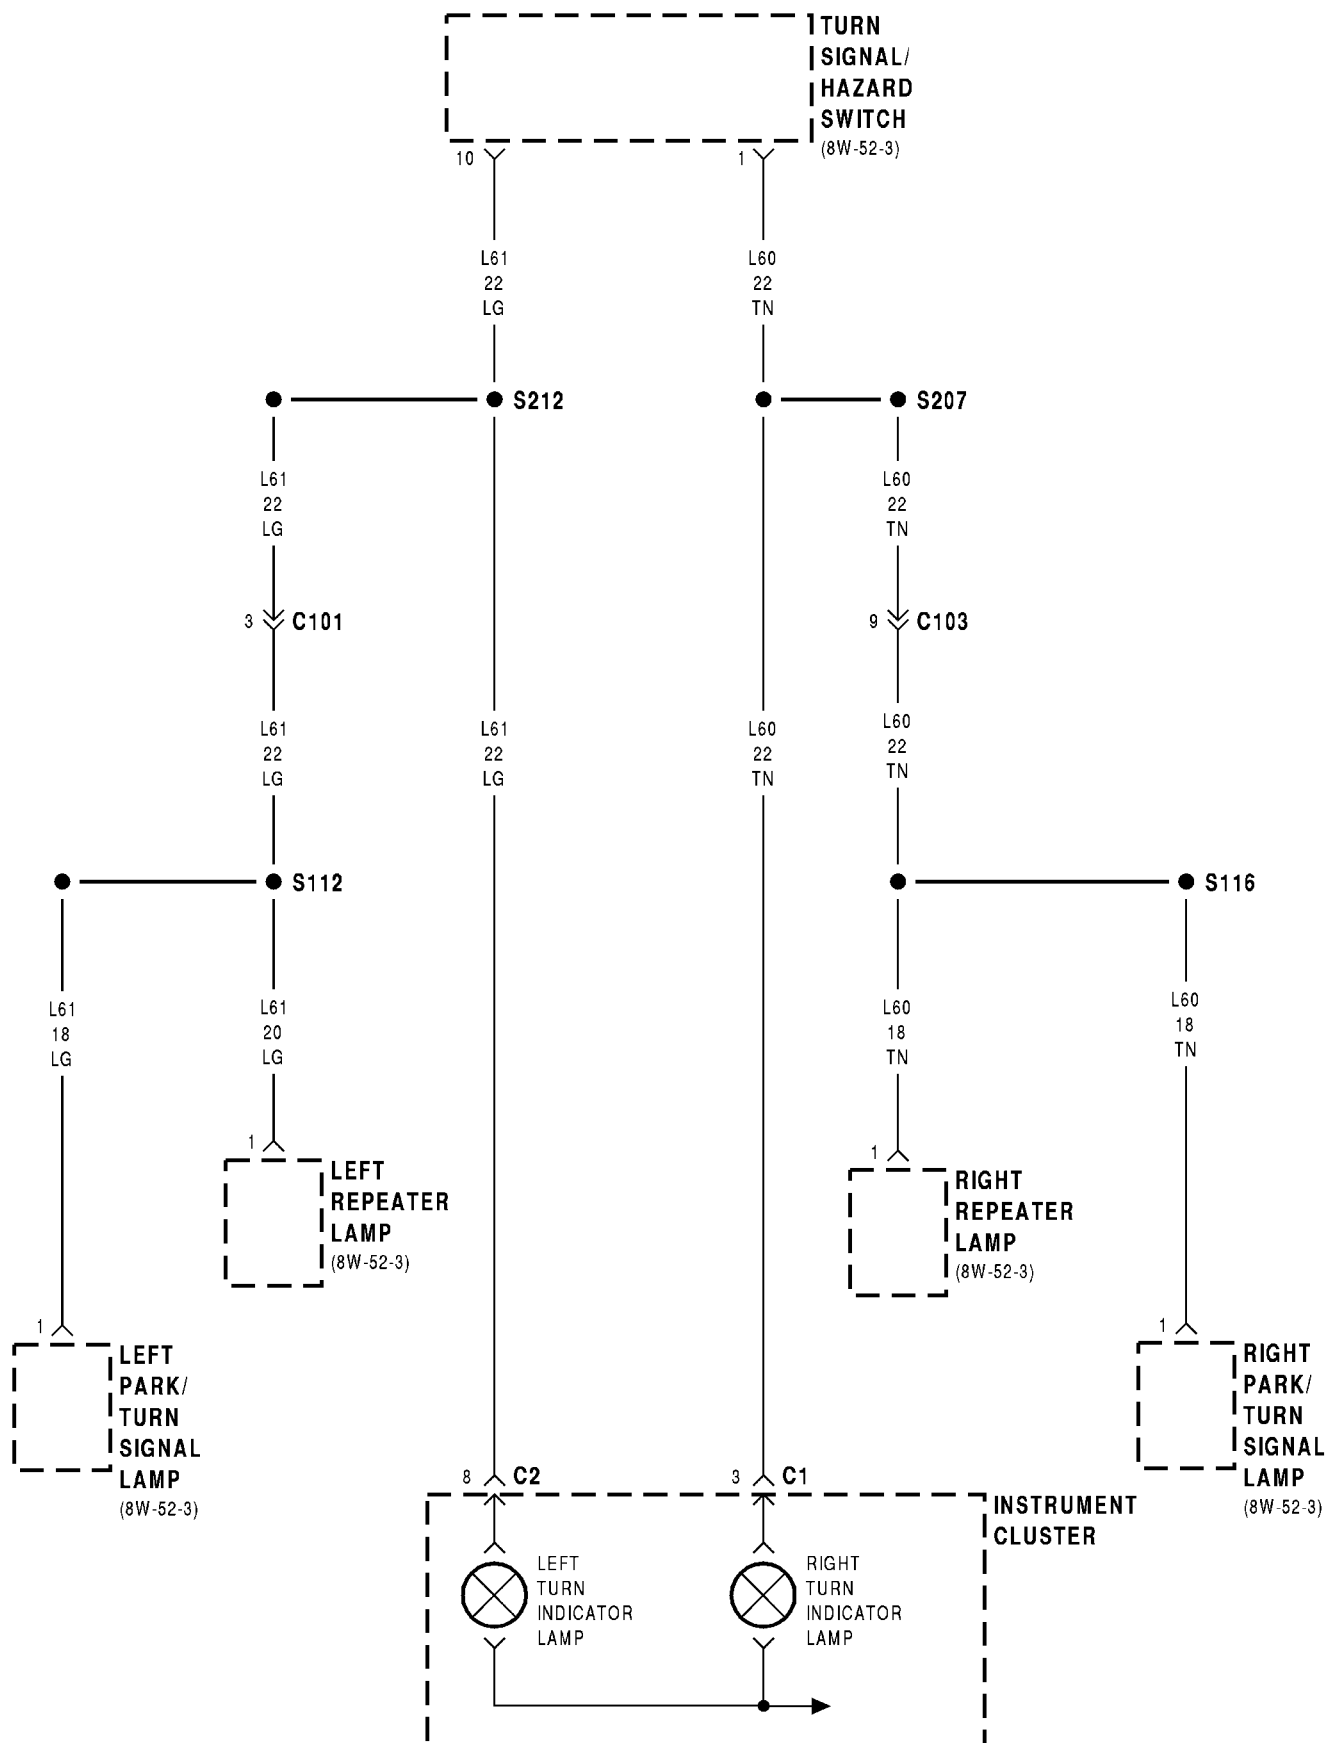 TURN
SIGNAL/
HAZARD
SWITCH
(8W-52-3)
10
1
L61
22
LG
L60
22
TN
S212
S207
L61
22
LG
L60
22
TN
3
C101
9
C103
L61
22
LG
L61
22
LG
L60
22
TN
L60
22
TN
S112
S116
L61
18
LG
L61
20
LG
L60
18
TN
L60
18
TN
1
LEFT
REPEATER
LAMP
(8W-52-3)
1
RIGHT
REPEATER
LAMP
(8W-52-3)
1
LEFT
PARK/
TURN
SIGNAL
LAMP
(8W-52-3)
1
RIGHT
PARK/
TURN
SIGNAL
LAMP
(8W-52-3)
8
C2
3
C1
INSTRUMENT
CLUSTER
LEFT
TURN
INDICATOR
LAMP
RIGHT
TURN
INDICATOR
LAMP